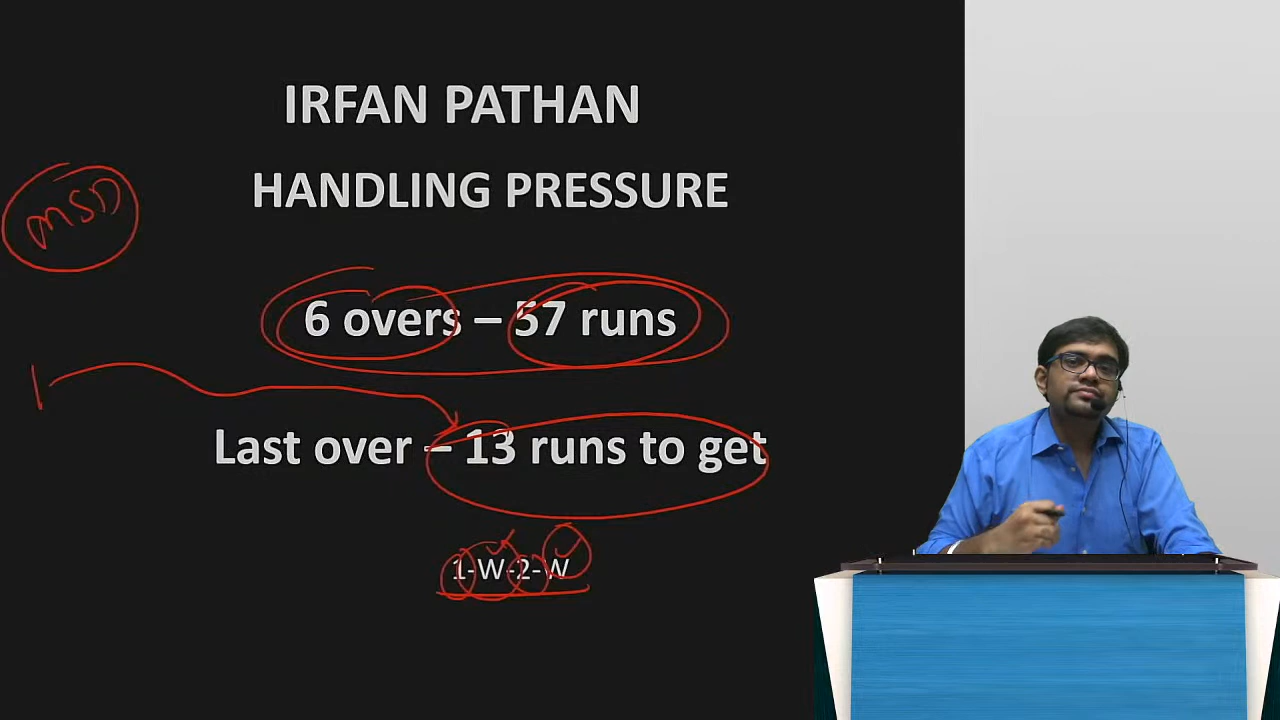 IRFAN PATHAN
HANDLING PRESSURE
MSD
6 overs – 57 runs
Last over – 13 runs to get
1-W-2-W